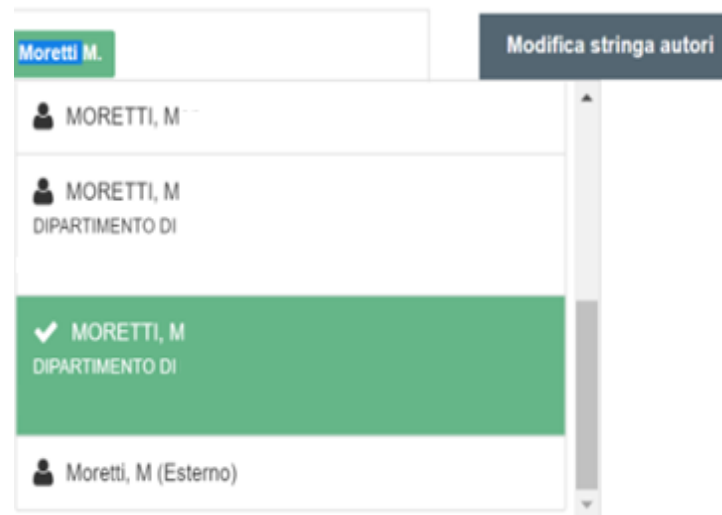 Moretti M.
Modifica stringa autori
MORETTI, M
MORETTI, M
DIPARTIMENTO DI
MORETTI, M
DIPARTIMENTO DI
Moretti, M (Esterno)